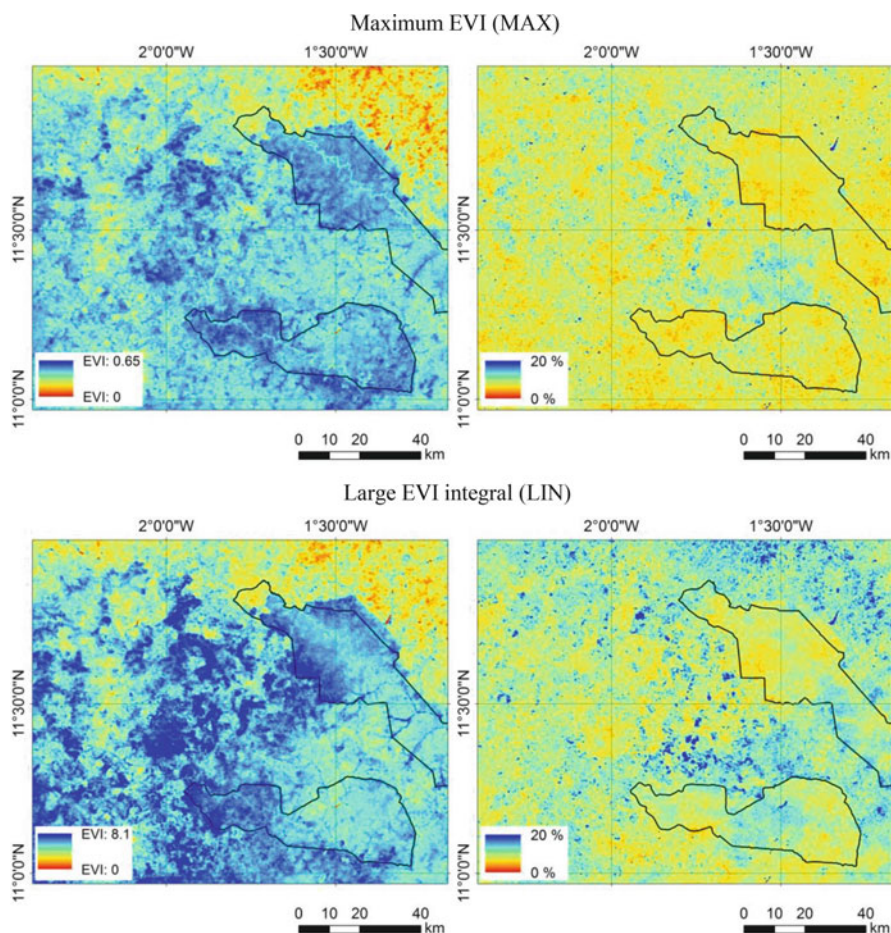 Maximum EVI (MAX)
2°0'0"W 1°30'0"W 2°0'0"W 1°30'0"W
11°30'0"N 11°30'0"N
11°0'0"N 11°0'0"N
EVI: 0.65
EVI: 0
20 %
0 %
0 10 20 40
km
0 10 20 40
km
Large EVI integral (LIN)
2°0'0"W 1°30'0"W 2°0'0"W 1°30'0"W
11°30'0"N 11°30'0"N
11°0'0"N 11°0'0"N
EVI: 8.1
EVI: 0
20 %
0 %
0 10 20 40
km
0 10 20 40
km